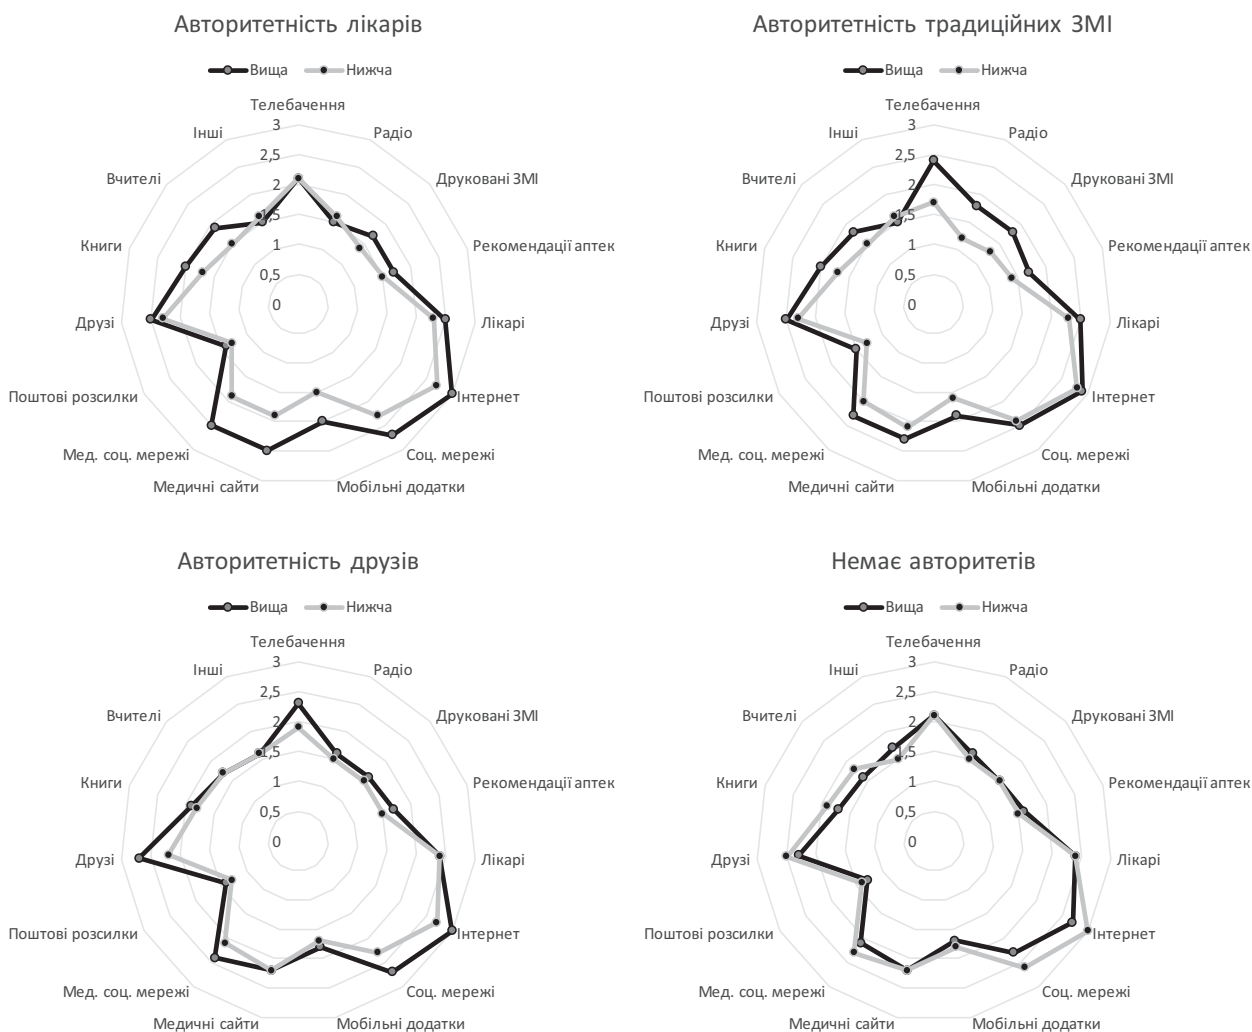 Авторитетність лікарів
Вища Нижча
Телебачення
Радіо
Друковані ЗМІ
Рекомендації аптек
Лікарі
Інтернет
Соц. мережі
Мобільні додатки
Медичні сайти
Мед. соц. мережі
Поштові розсилки
Друзі
Книги
Вчителі
Інші
3
2,5
2
1,5
1
0,5
0
Авторитетність традиційних ЗМІ
Вища Нижча
Телебачення
Радіо
Друковані ЗМІ
Рекомендації аптек
Лікарі
Інтернет
Соц. мережі
Мобільні додатки
Медичні сайти
Мед. соц. мережі
Поштові розсилки
Друзі
Книги
Вчителі
Інші
3
2,5
2
1,5
1
0,5
0
Авторитетність друзів
Вища Нижча
Телебачення
Радіо
Друковані ЗМІ
Рекомендації аптек
Лікарі
Інтернет
Соц. мережі
Мобільні додатки
Медичні сайти
Мед. соц. мережі
Поштові розсилки
Друзі
Книги
Вчителі
Інші
3
2,5
2
1,5
1
0,5
0
Немає авторитетів
Вища Нижча
Телебачення
Радіо
Друковані ЗМІ
Рекомендації аптек
Лікарі
Інтернет
Соц. мережі
Мобільні додатки
Медичні сайти
Мед. соц. мережі
Поштові розсилки
Друзі
Книги
Вчителі
Інші
3
2,5
2
1,5
1
0,5
0